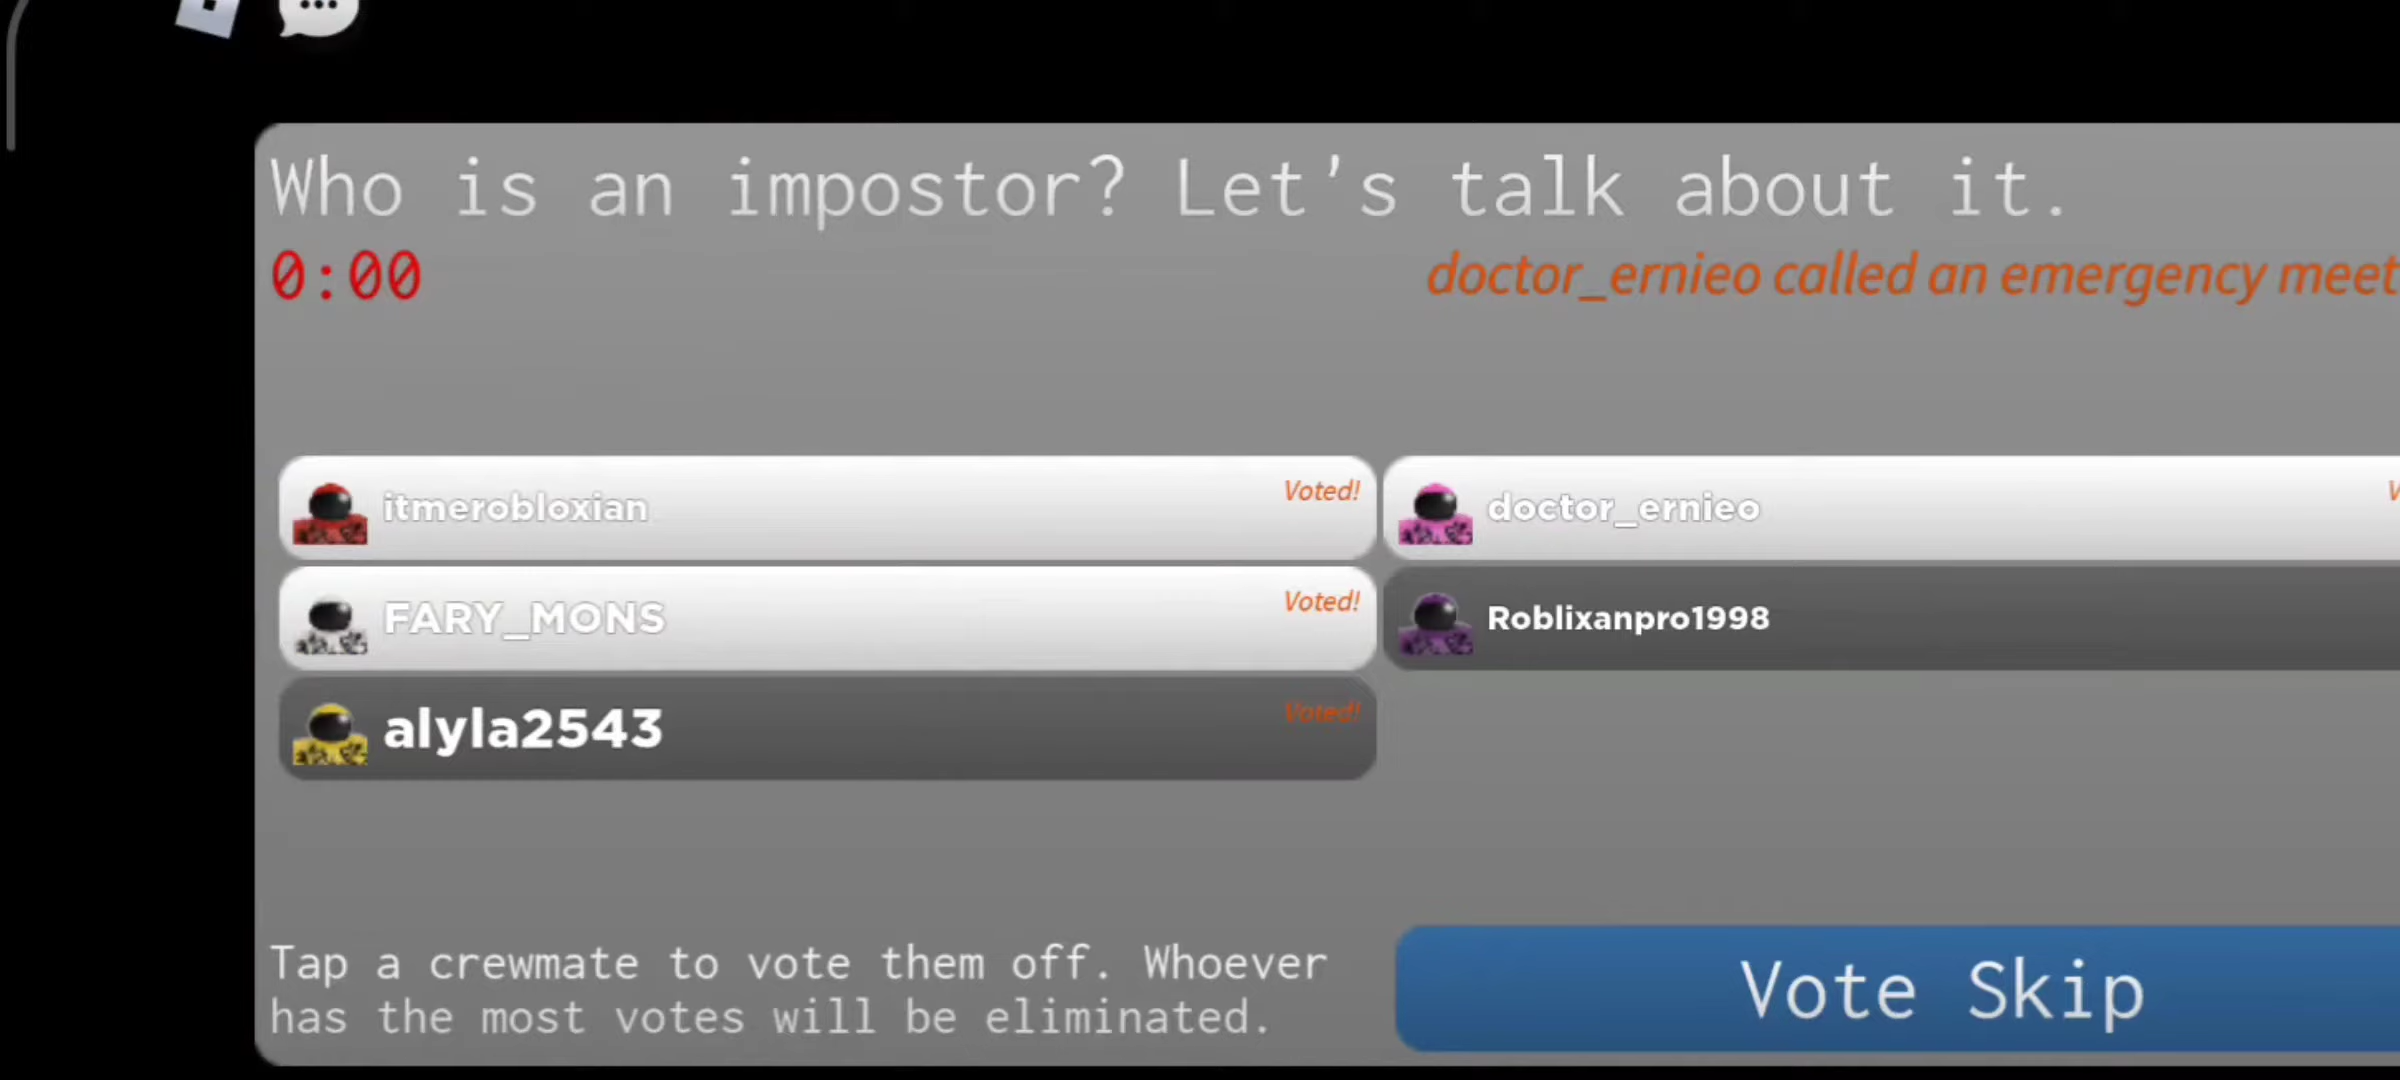 Who is an impostor? Let's talk about it.
0:00
doctor_ernieo called an emergency meet
itmerobloxian
Voted!
doctor_ernieo
FARY_MONS
Voted!
Roblixanpro1998
alyla2543
Voted!
Tap a crewmate to vote them off. Whoever
has the most votes will be eliminated.
Vote Skip